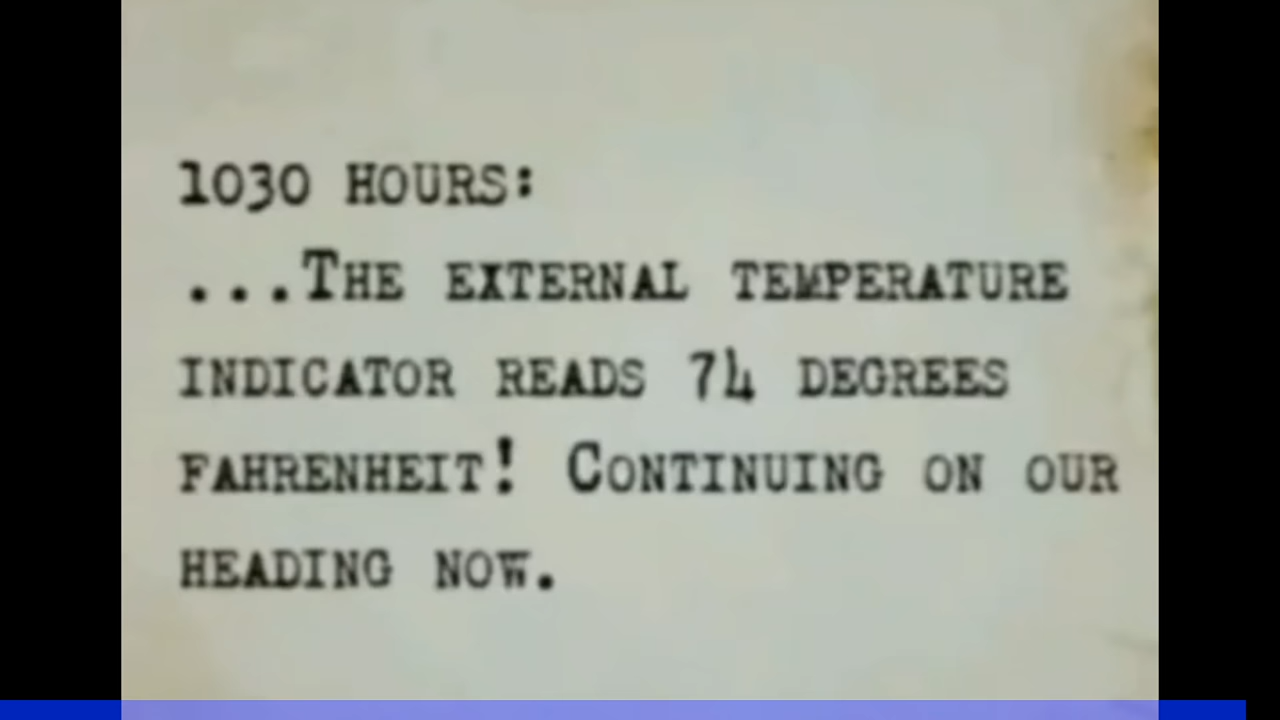 1030 HOURS:
...THE EXTERNAL TEMPERATURE
INDICATOR READS 74 DEGREES
FAHRENHEIT! CONTINUING ON OUR
HEADING NOW.